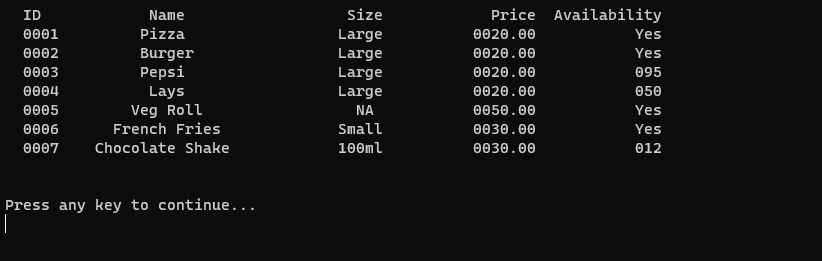 ID Name Size Price Availability
0001 Pizza Large 0020.00 Yes
0002 Burger Large 0020.00 Yes
0003 Pepsi Large 0020.00 095
0004 Lays Large 0020.00 050
0005 Veg Roll NA 0050.00 Yes
0006 French Fries Small 0030.00 Yes
0007 Chocolate Shake 100ml 0030.00 012
Press any key to continue...